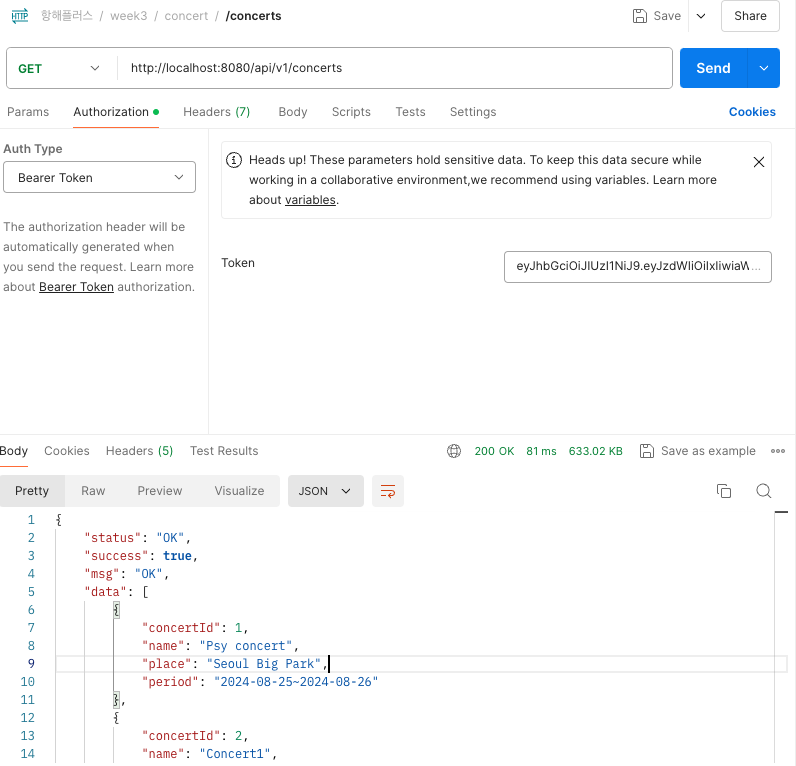 HTTP 항해플러스 / week3 / concert / /concerts Save Share
GET http://localhost:8080/api/v1/concerts Send
Params Authorization Headers (7) Body Scripts Tests Settings Cookies
Auth Type
Bearer Token
The authorization header will be
automatically generated when
you send the request. Learn more
about Bearer Token authorization.
Heads up! These parameters hold sensitive data. To keep this data secure while
working in a collaborative environment,we recommend using variables. Learn more
about variables.
Token eyJhbGciOiJIUzI1NiJ9.eyJzdWIiOiIxIiwiaW...
Body Cookies Headers (5) Test Results 200 OK 81 ms 633.02 KB Save as example
Pretty Raw Preview Visualize JSON
1 {
2 "status": "OK",
3 "success": true,
4 "msg": "OK",
5 "data": [
6 {
7 "concertId": 1,
8 "name": "Psy concert",
9 "place": "Seoul Big Park",
10 "period": "2024-08-25~2024-08-26"
11 },
12 {
13 "concertId": 2,
14 "name": "Concert1",